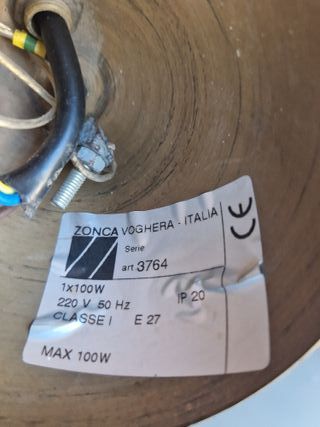 ZONCA VOGHERA - ITALIA
Serie
art. 3764
1x100W
220 V 50 Hz IP 20
CLASSE I E 27
MAX 100W
CE